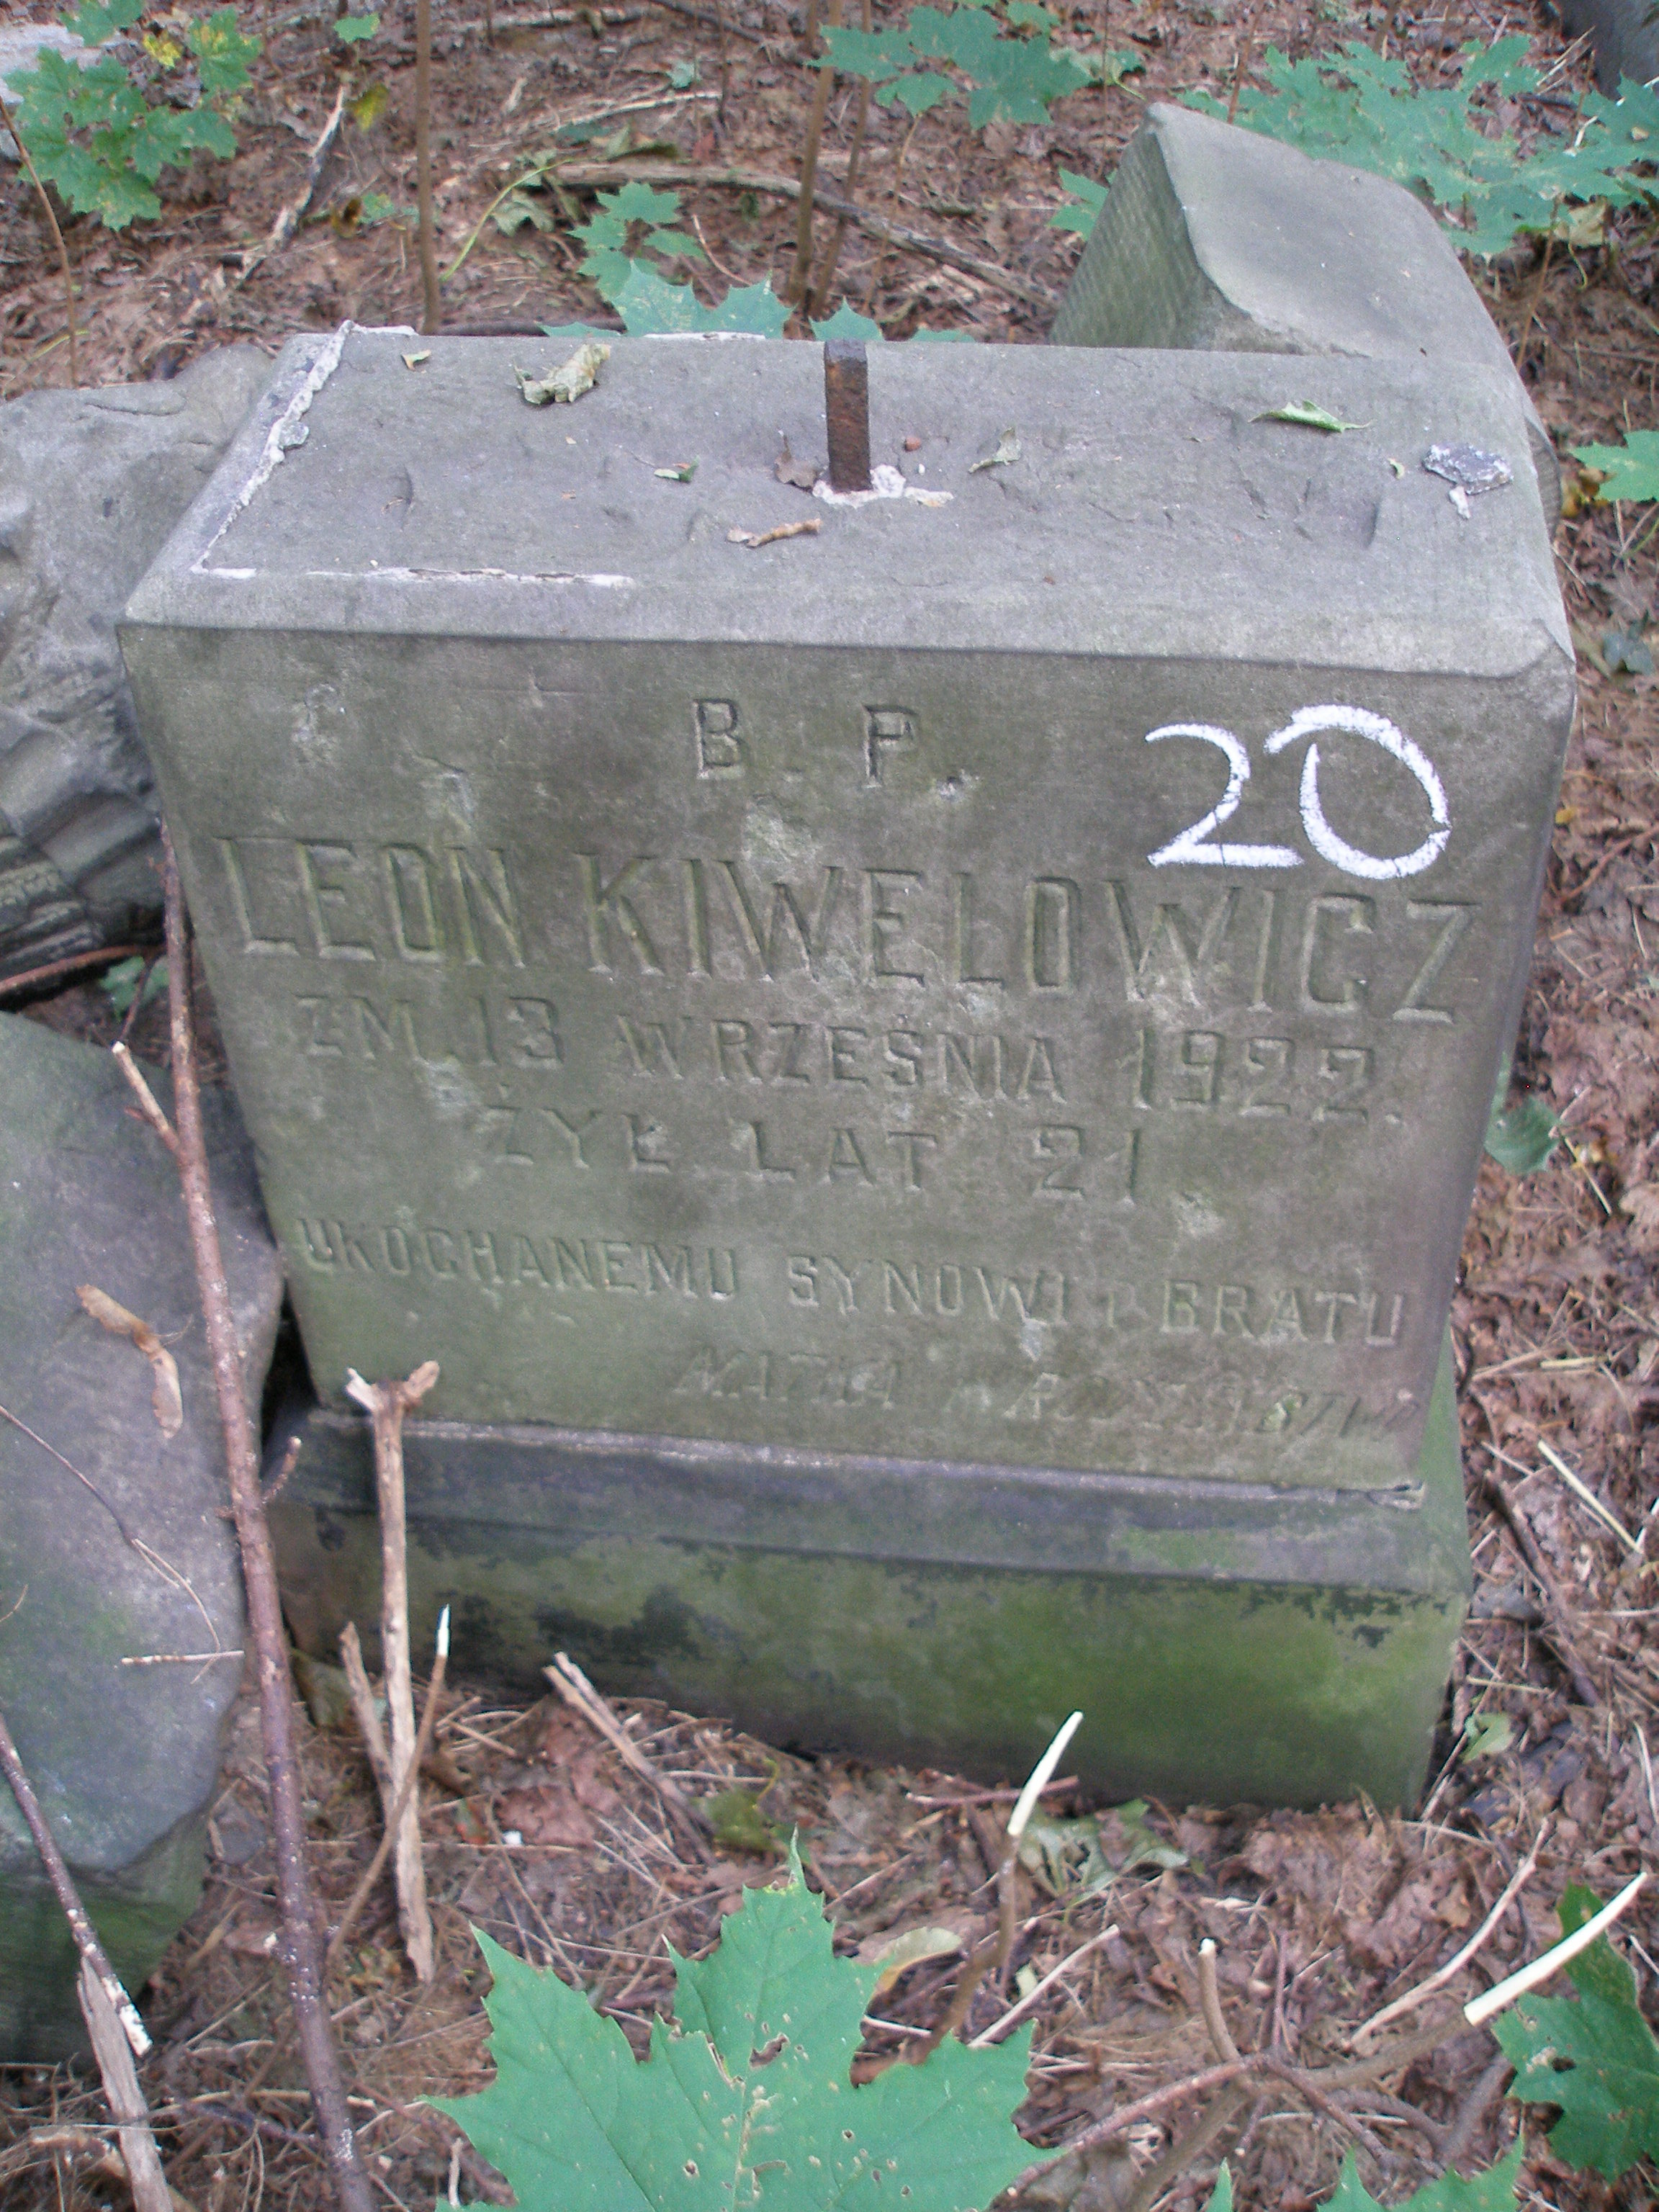 B. P.
20
LEON KIWELOWICZ
ZM. 13 WRZEŚNIA 1922.
ŻYŁ LAT 21.
UKOCHANEMU SYNOWI I BRATU
MATKA I